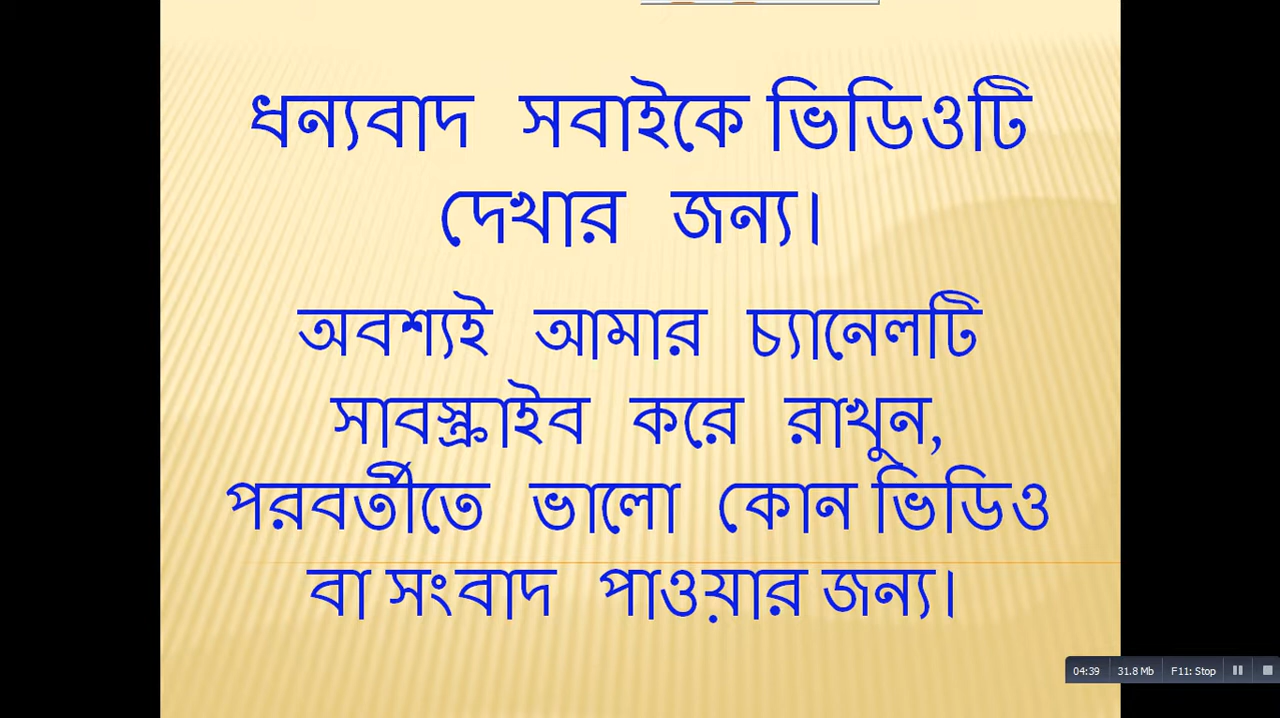 ধন্যবাদ সবাইকে ভিডিওটি
দেখার জন্য।
অবশ্যই আমার চ্যানেলটি
সাবস্ক্রাইব করে রাখুন,
পরবর্তীতে ভালো কোন ভিডিও
বা সংবাদ পাওয়ার জন্য।
04:39 31.8 Mb F11: Stop